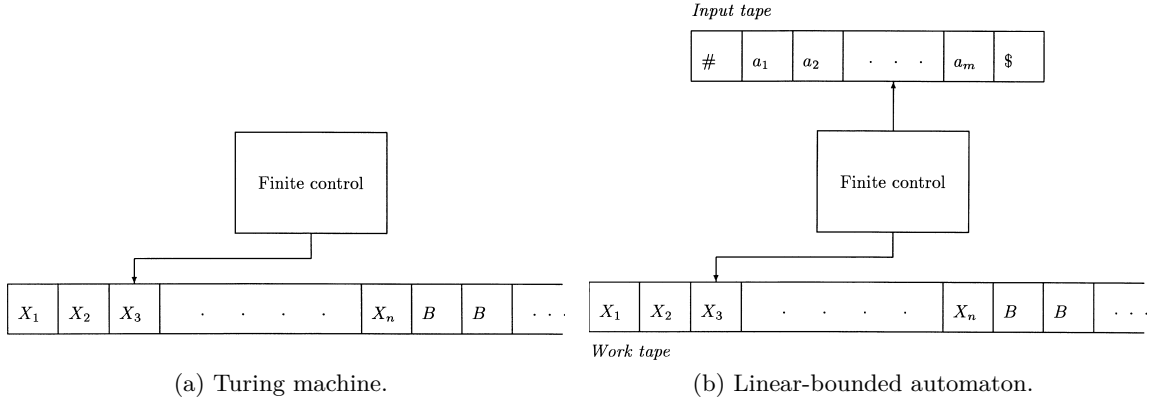 Input tape
# a₁ a₂ · · · aₘ $
Finite control
Finite control
X₁ X₂ X₃ · · · · Xₙ B B · · ·
X₁ X₂ X₃ · · · · Xₙ B B · · ·
Work tape
(a) Turing machine.
(b) Linear-bounded automaton.